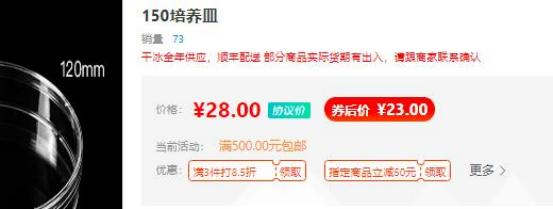 150培养皿
销量 73
干冰全年供应，顺丰配送 部分商品实际货期有出入，请跟商家联系确认
120mm
价格： ¥28.00 协议价 券后价 ¥23.00
当前活动： 满500.00元包邮
优惠： 满3件打8.5折 领取 指定商品立减50元 领取 更多 >